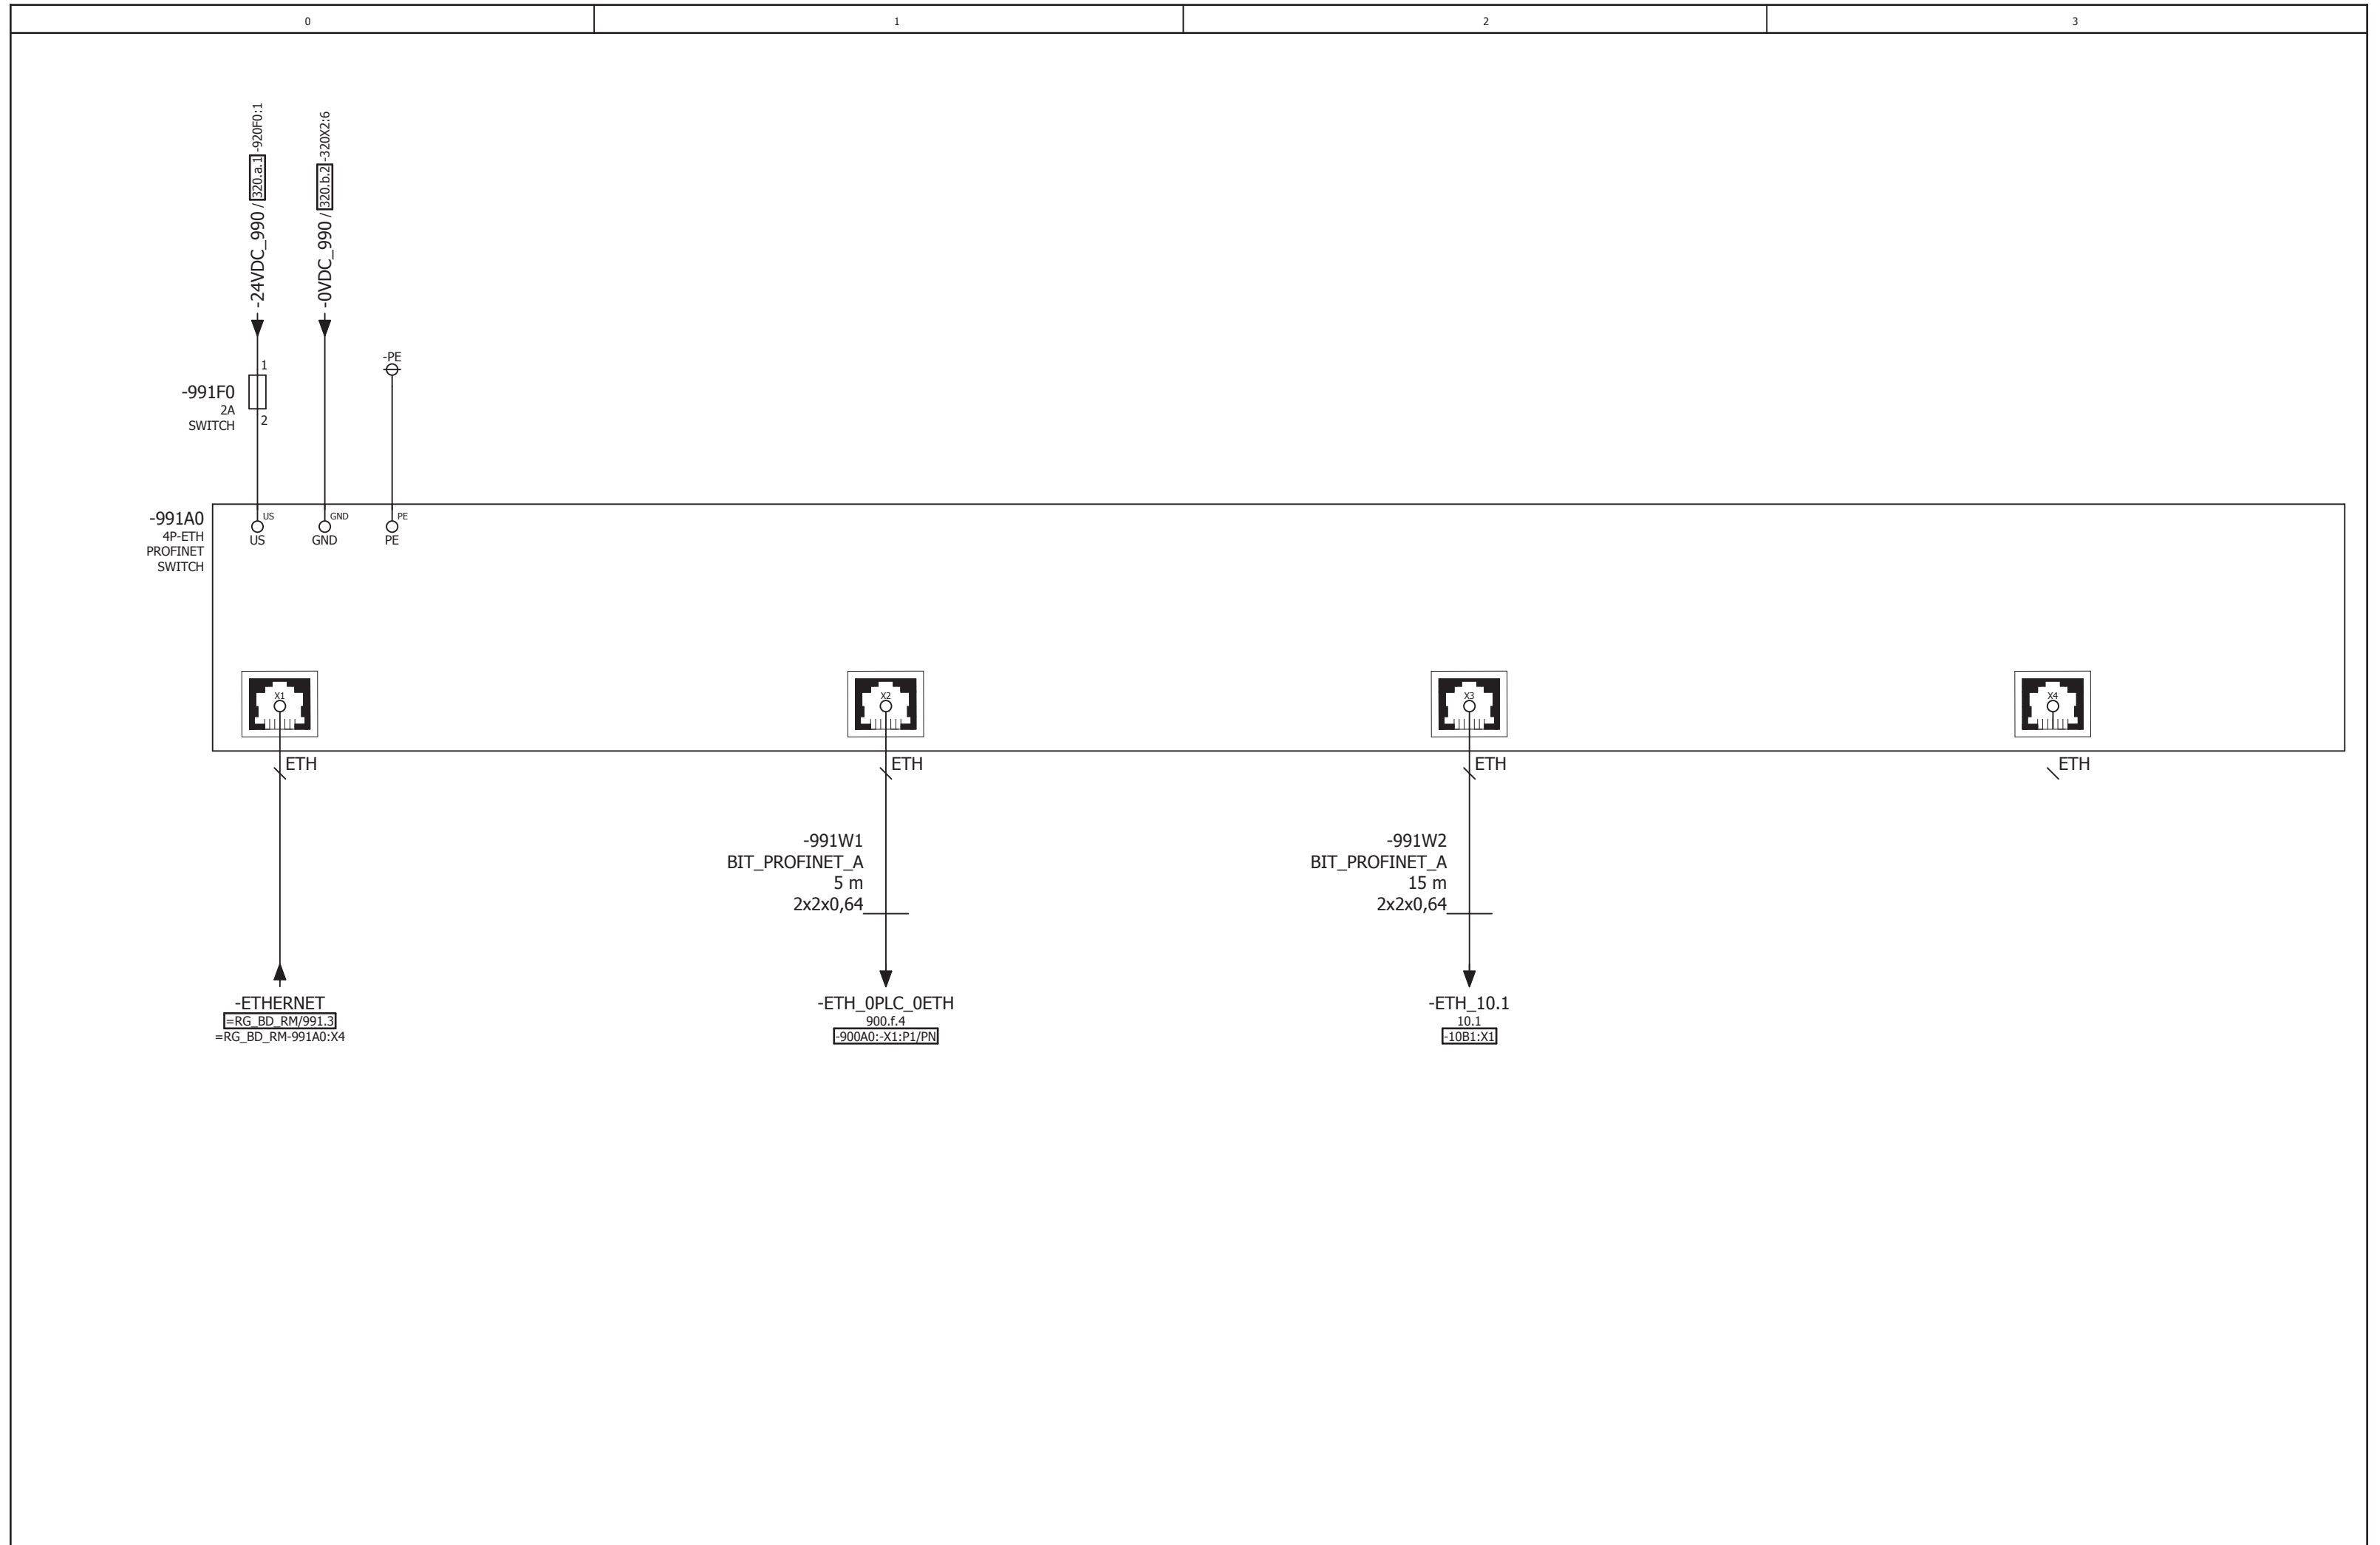 0
1
2
3
-24VDC_990 / 320.a.1 -920F0:1
-0VDC_990 / 320.b.2 -320X2:6
-PE
1
-991F0
2A
2
SWITCH
-991A0
4P-ETH
PROFINET
SWITCH
US
GND
PE
US
GND
PE
X1
X2
X3
X4
ETH
ETH
ETH
ETH
-991W1
BIT_PROFINET_A
5 m
2x2x0,64
-991W2
BIT_PROFINET_A
15 m
2x2x0,64
-ETHERNET
=RG_BD_RM/991.3
=RG_BD_RM-991A0:X4
-ETH_0PLC_0ETH
900.f.4
-900A0:-X1:P1/PN
-ETH_10.1
10.1
-10B1:X1